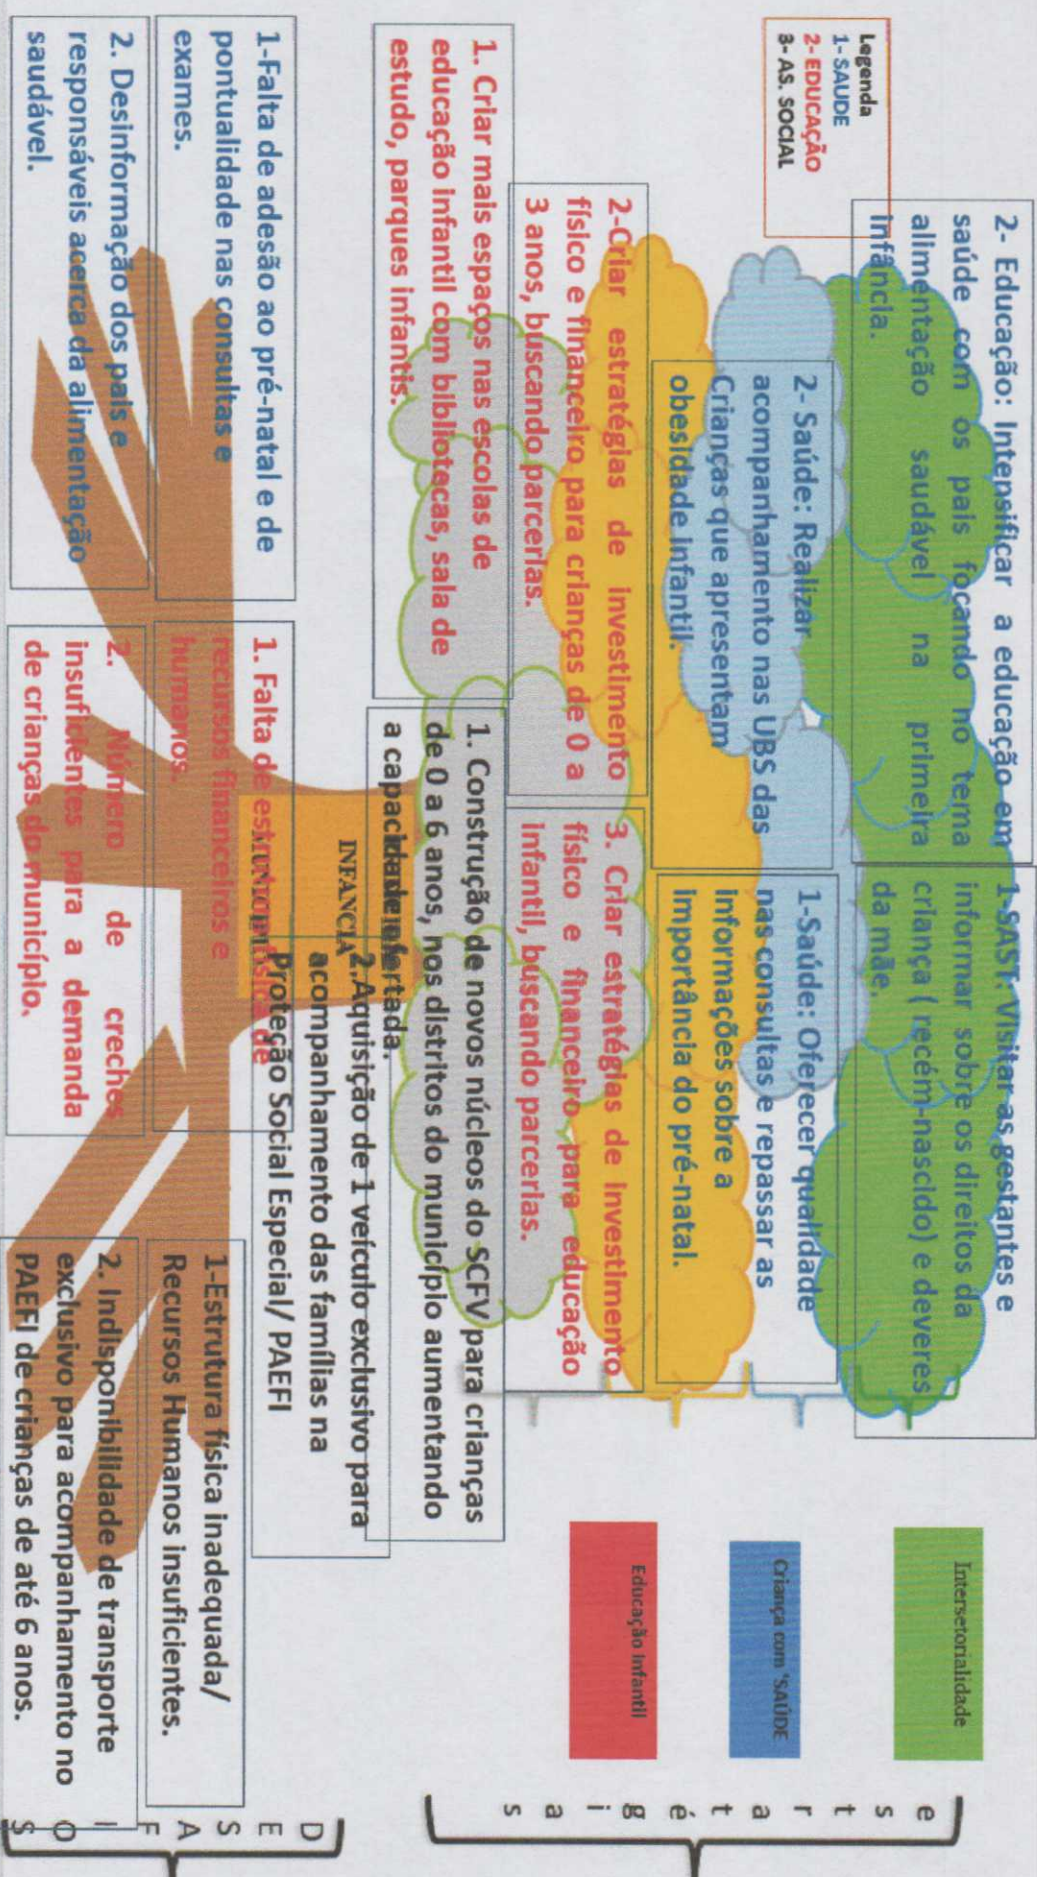 Legenda
1- SAUDE
2- EDUCAÇÃO
3- AS. SOCIAL
2- Educação: Intensificar a educação em
saúde com os pais focando no tema
alimentação saudável na primeira
infância.
1-SAST: Visitar as gestantes e
informar sobre os direitos da
criança ( recém-nascido) e deveres
da mãe.
2- Saúde: Realizar
acompanhamento nas UBS das
Crianças que apresentam
obesidade infantil.
1-Saúde: Oferecer qualidade
nas consultas e repassar as
informações sobre a
importância do pré-natal.
2-Criar estratégias de investimento
físico e financeiro para crianças de 0 a
3 anos, buscando parcerias.
3. Criar estratégias de investimento
físico e financeiro para educação
infantil, buscando parcerias.
1. Criar mais espaços nas escolas de
educação infantil com bibliotecas, sala de
estudo, parques infantis.
1. Construção de novos núcleos do SCFV para crianças
de 0 a 6 anos, nos distritos do município aumentando
a capacidade ofertada.
2.Aquisição de 1 veículo exclusivo para
acompanhamento das famílias na
Proteção Social Especial/ PAEFI
INFANCIA
1-Falta de adesão ao pré-natal e de
pontualidade nas consultas e
exames.
1. Falta de estrutura física de
recursos financeiros e
humanos.
1-Estrutura física inadequada/
Recursos Humanos insuficientes.
2. Desinformação dos pais e
responsáveis acerca da alimentação
saudável.
2. Número de creches
insuficientes para a demanda
de crianças do município.
2. Indisponibilidade de transporte
exclusivo para acompanhamento no
PAEFI de crianças de até 6 anos.
Intersetorialidade
Criança com 'SAÚDE
Educação Infantil
e
s
t
r
a
t
é
g
i
a
s
D
E
S
A
F
I
O
S